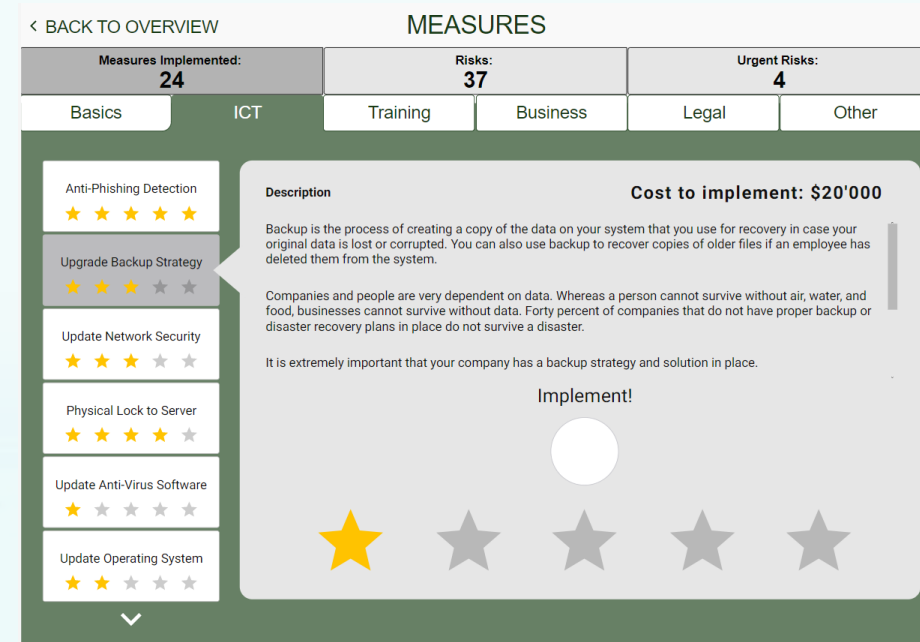 < BACK TO OVERVIEW
MEASURES
Measures Implemented:
24
Risks:
37
Urgent Risks:
4
Basics
ICT
Training
Business
Legal
Other
Anti-Phishing Detection
Upgrade Backup Strategy
Update Network Security
Physical Lock to Server
Update Anti-Virus Software
Update Operating System
Description
Cost to implement: $20'000
Backup is the process of creating a copy of the data on your system that you use for recovery in case your
original data is lost or corrupted. You can also use backup to recover copies of older files if an employee has
deleted them from the system.
Companies and people are very dependent on data. Whereas a person cannot survive without air, water, and
food, businesses cannot survive without data. Forty percent of companies that do not have proper backup or
disaster recovery plans in place do not survive a disaster.
It is extremely important that your company has a backup strategy and solution in place.
Implement!